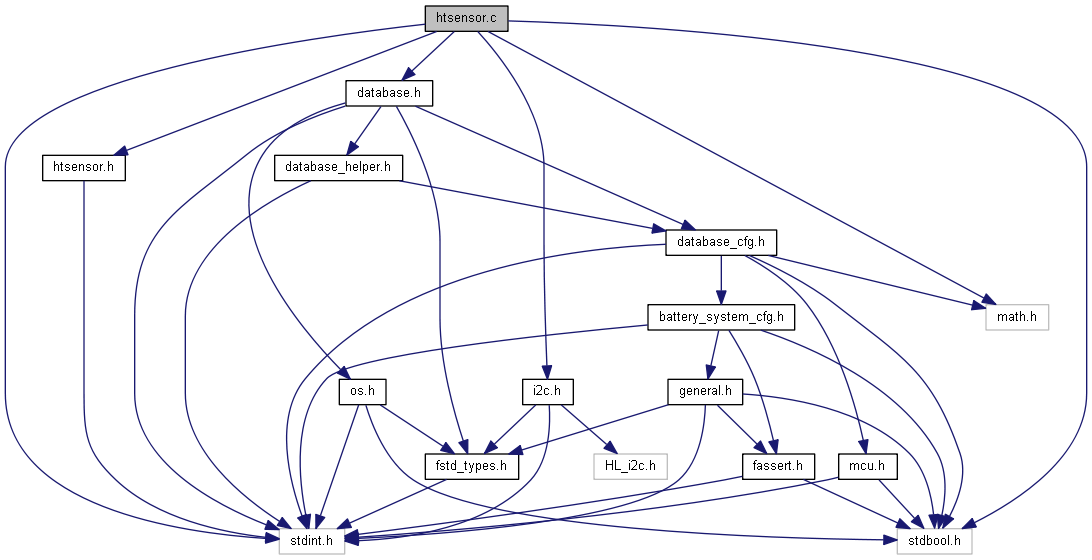 htsensor.c
database.h
htsensor.h
database_helper.h
database_cfg.h
battery_system_cfg.h
math.h
os.h
i2c.h
general.h
fstd_types.h
HL_i2c.h
fassert.h
mcu.h
stdint.h
stdbool.h